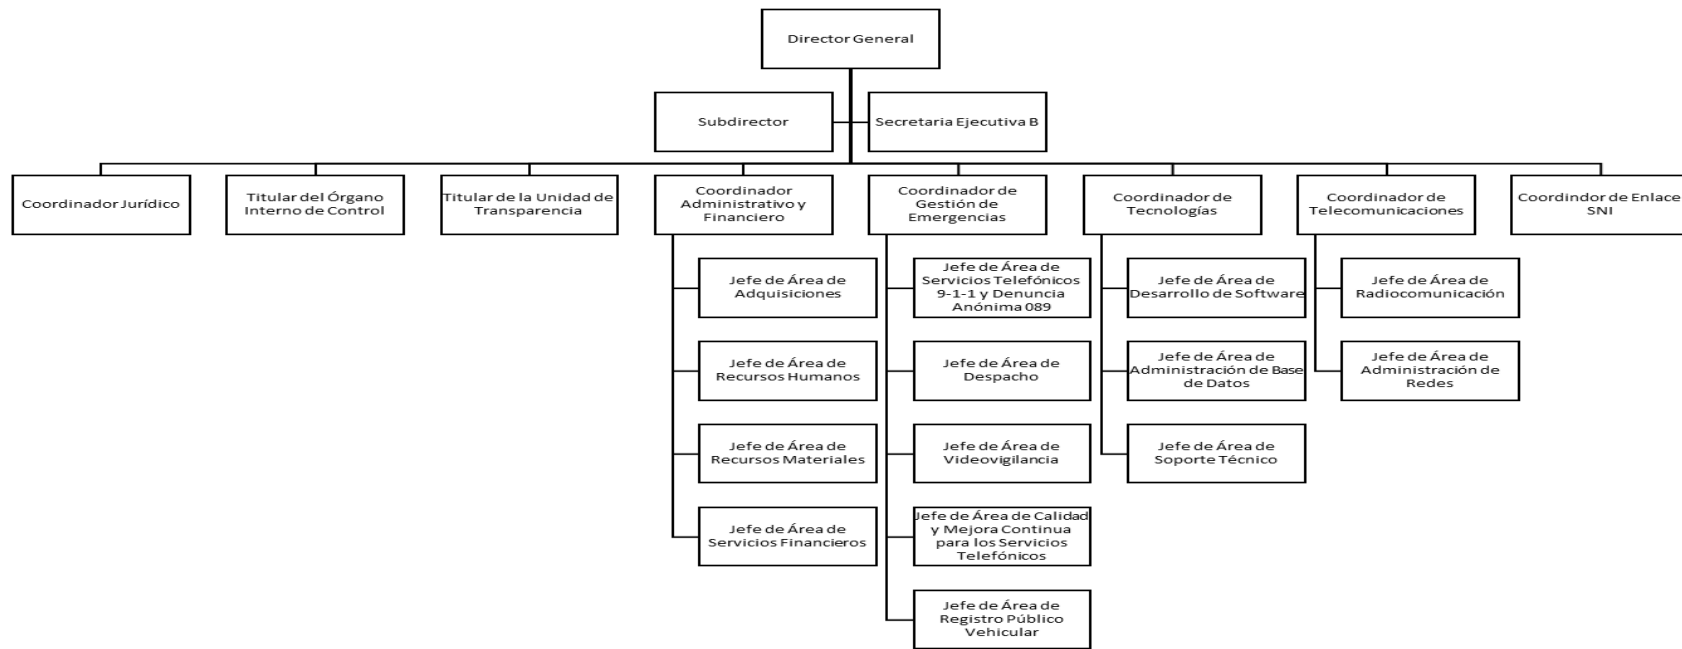 Director General
Subdirector
Secretaria Ejecutiva B
Coordinador Jurídico
Titular del Órgano
Interno de Control
Titular de la Unidad de
Transparencia
Coordinador
Administrativo y
Financiero
Coordinador de
Gestión de
Emergencias
Coordinador de
Tecnologías
Coordinador de
Telecomunicaciones
Coordindor de Enlace
SNI
Jefe de Área de
Adquisiciones
Jefe de Área de
Recursos Humanos
Jefe de Área de
Recursos Materiales
Jefe de Área de
Servicios Financieros
Jefe de Área de
Servicios Telefónicos
9-1-1 y Denuncia
Anónima 089
Jefe de Área de
Despacho
Jefe de Área de
Videovigilancia
Jefe de Área de Calidad
y Mejora Continua
para los Servicios
Telefónicos
Jefe de Área de
Registro Público
Vehicular
Jefe de Área de
Desarrollo de Software
Jefe de Área de
Administración de Base
de Datos
Jefe de Área de
Soporte Técnico
Jefe de Área de
Radiocomunicación
Jefe de Área de
Administración de
Redes